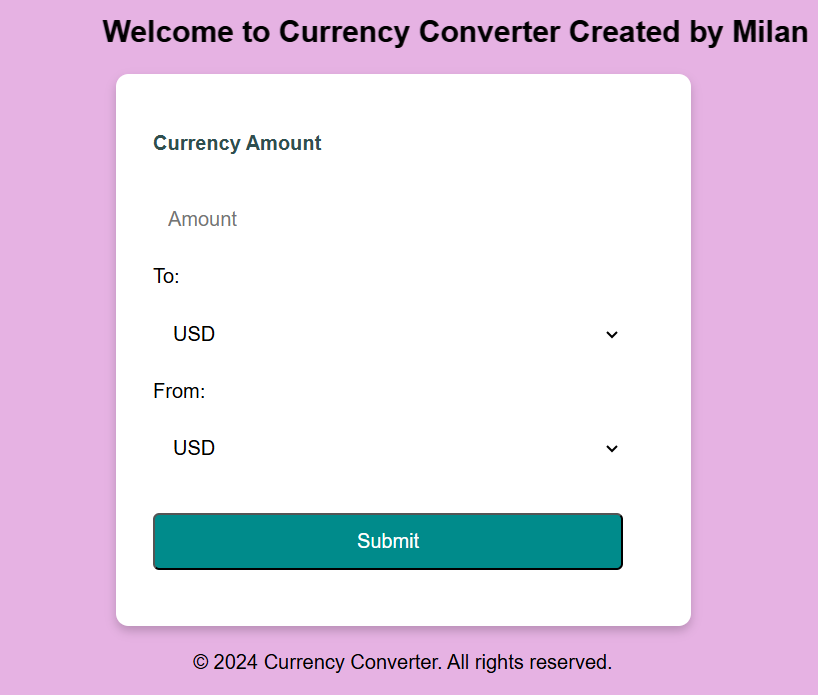 Welcome to Currency Converter Created by Milan
Currency Amount
Amount
To:
USD
From:
USD
Submit
© 2024 Currency Converter. All rights reserved.